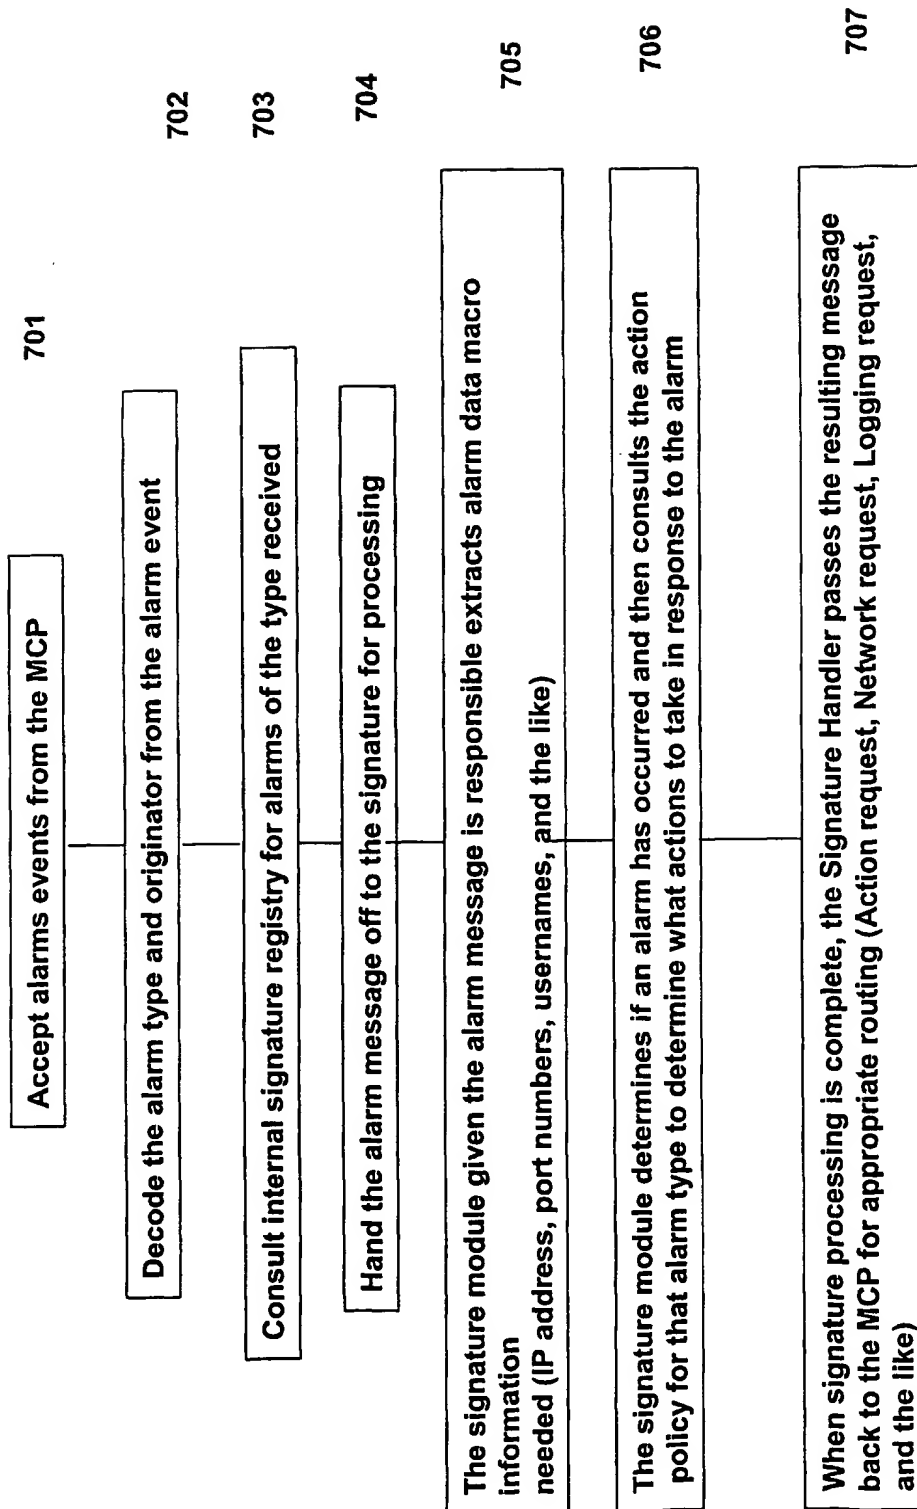 701
Accept alarms events from the MCP
702
Decode the alarm type and originator from the alarm event
703
Consult internal signature registry for alarms of the type received
704
Hand the alarm message off to the signature for processing
705
The signature module given the alarm message is responsible extracts alarm data macro
information
needed (IP address, port numbers, usernames, and the like)
706
The signature module determines if an alarm has occurred and then consults the action
policy for that alarm type to determine what actions to take in response to the alarm
707
When signature processing is complete, the Signature Handler passes the resulting message
back to the MCP for appropriate routing (Action request, Network request, Logging request,
and the like)